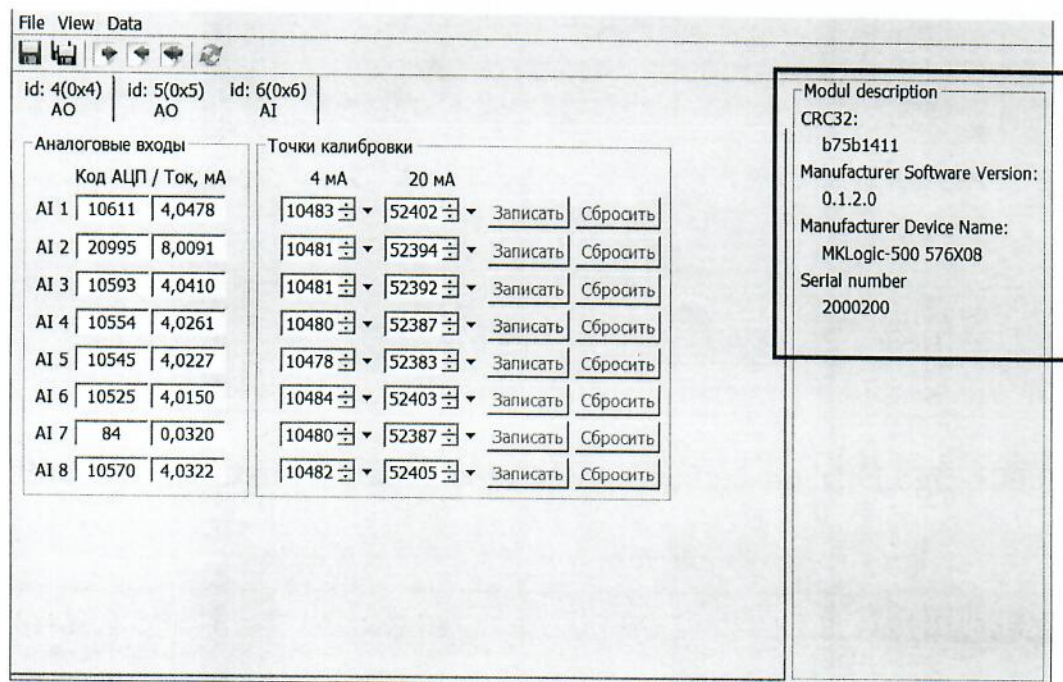 File View Data
id: 4(0x4) id: 5(0x5) id: 6(0x6)
AO AO AI
Аналоговые входы
Код АЦП / Ток, мА
AI 1 10611 4,0478
AI 2 20995 8,0091
AI 3 10593 4,0410
AI 4 10554 4,0261
AI 5 10545 4,0227
AI 6 10525 4,0150
AI 7 84 0,0320
AI 8 10570 4,0322
Точки калибровки
4 мА 20 мА
10483 52402 Записать Сбросить
10481 52394 Записать Сбросить
10481 52392 Записать Сбросить
10480 52387 Записать Сбросить
10478 52383 Записать Сбросить
10484 52403 Записать Сбросить
10480 52387 Записать Сбросить
10482 52405 Записать Сбросить
Modul description
CRC32:
b75b1411
Manufacturer Software Version:
0.1.2.0
Manufacturer Device Name:
MKLogic-500 576X08
Serial number
2000200